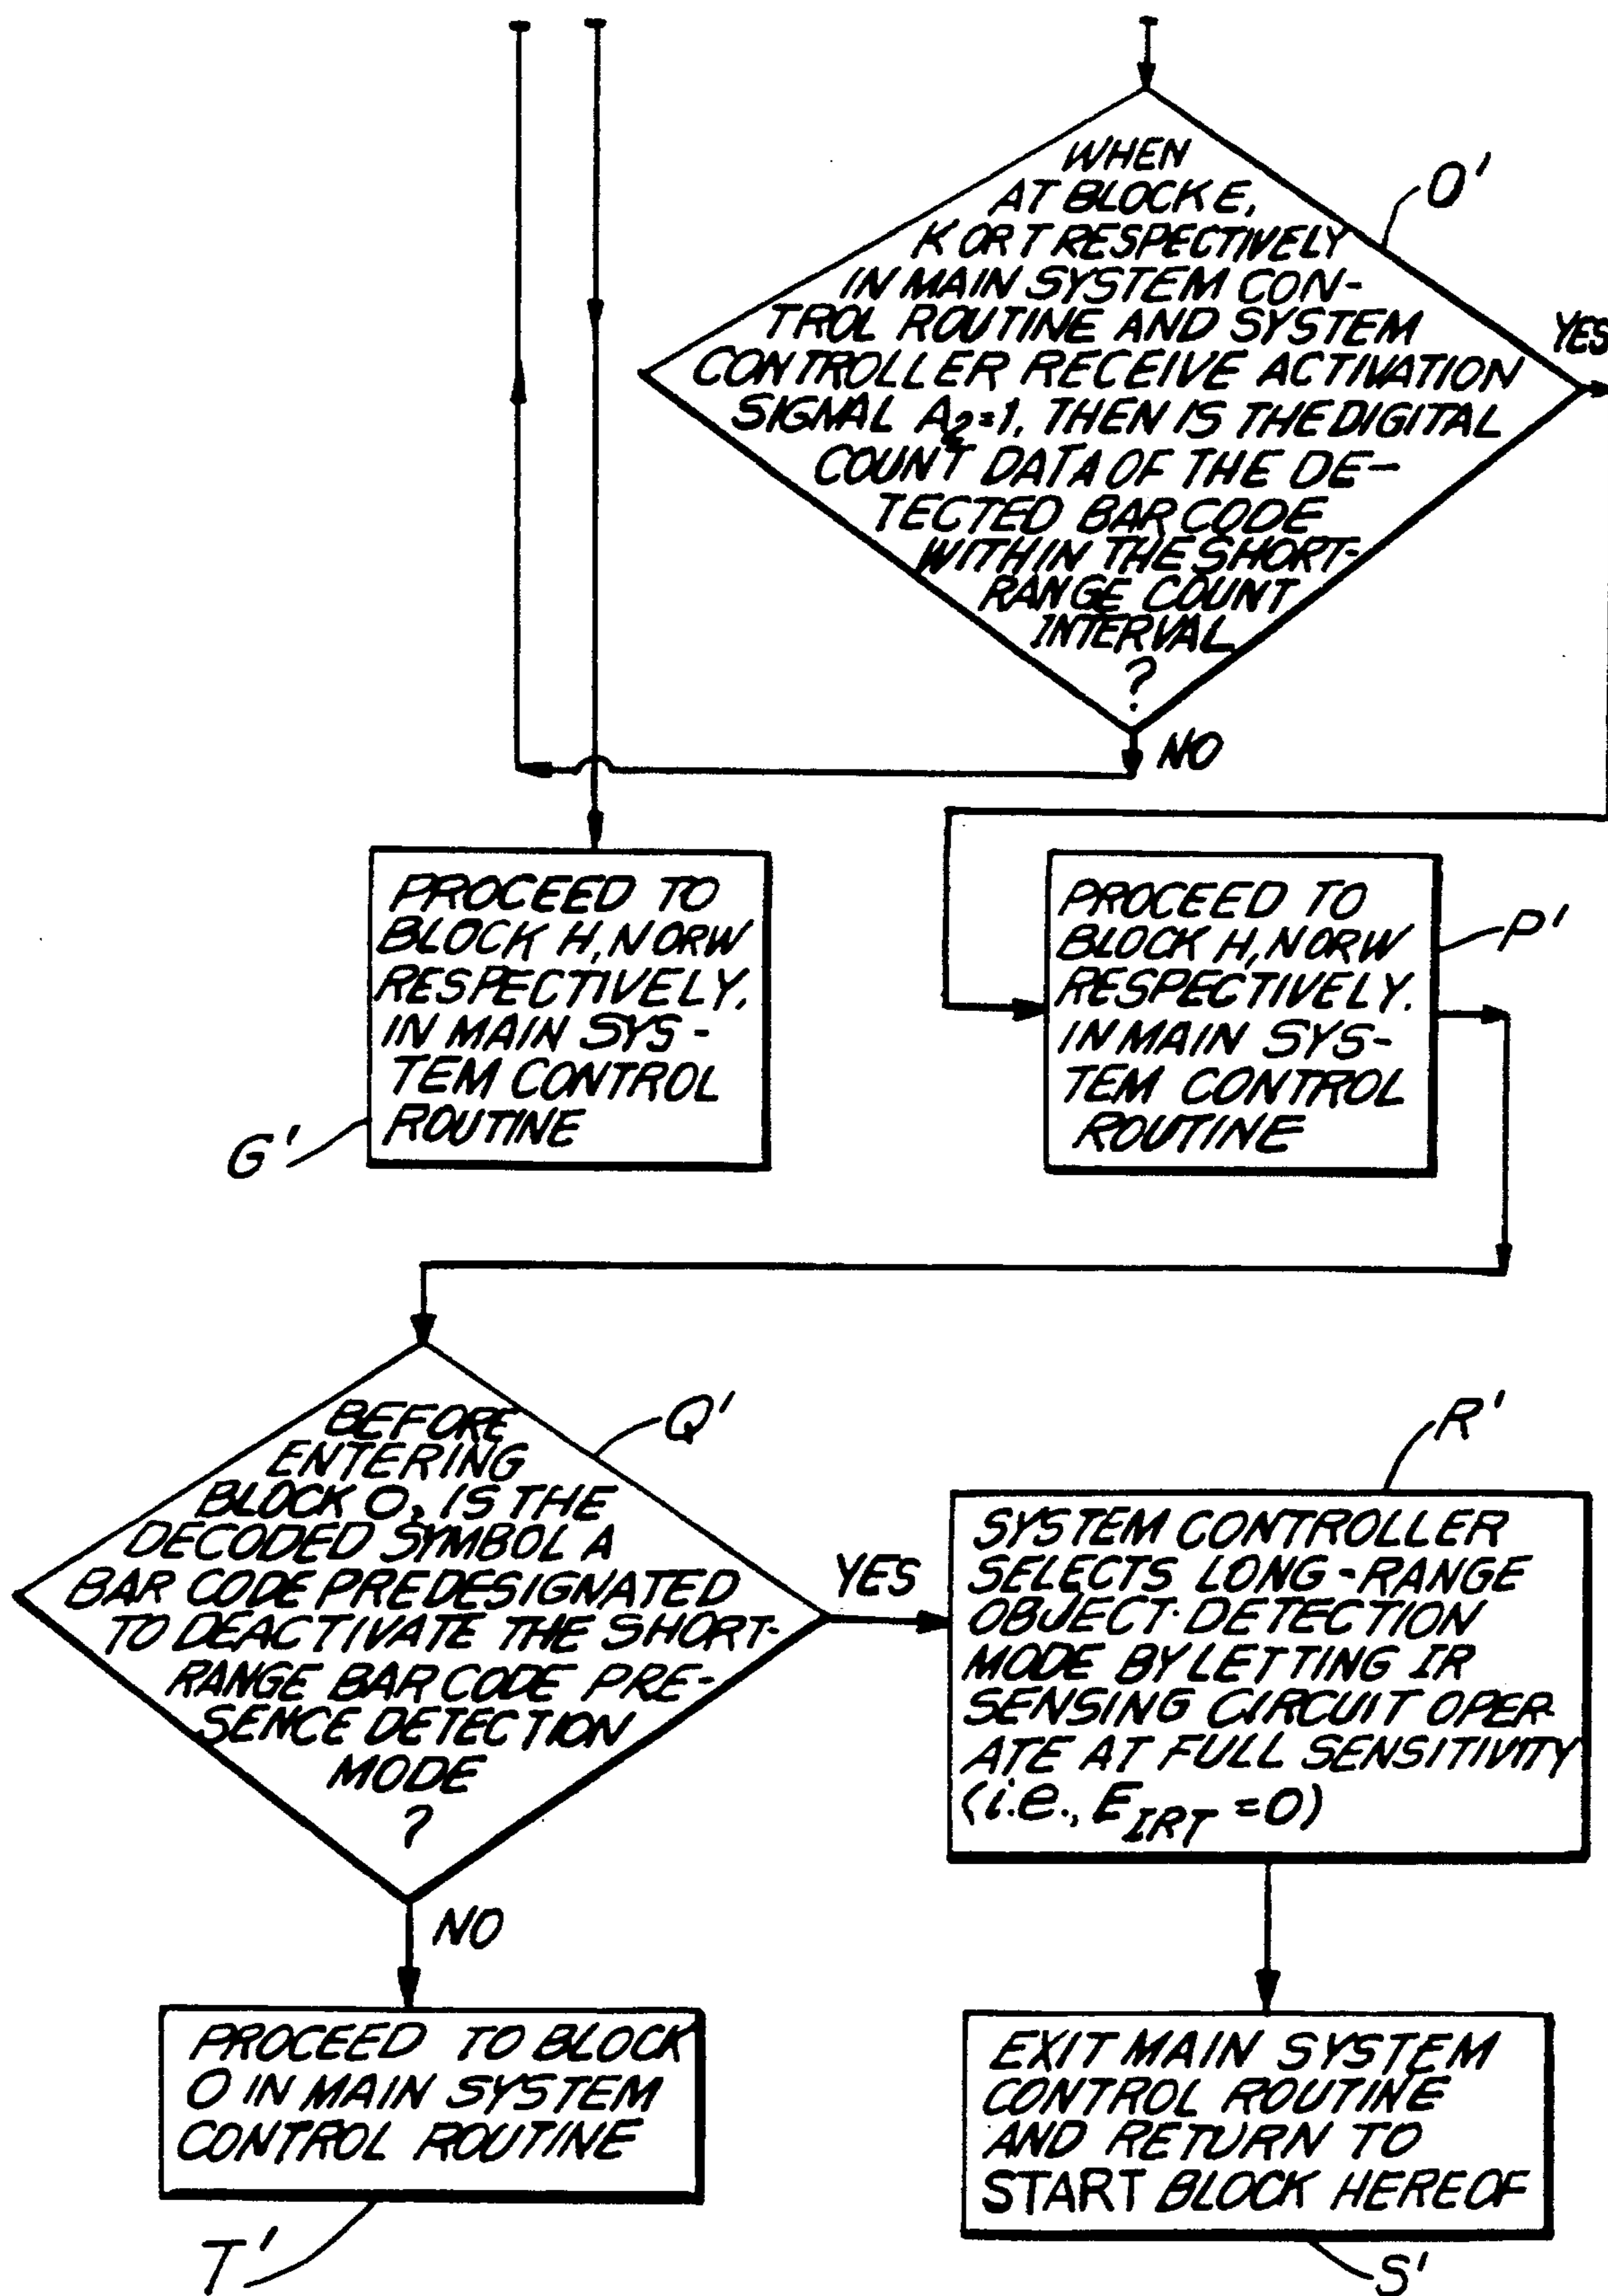 WHEN
AT BLOCK E,
K OR T RESPECTIVELY
IN MAIN SYSTEM CON-
TROL ROUTINE AND SYSTEM
CONTROLLER RECEIVE ACTIVATION
SIGNAL A2=1, THEN IS THE DIGITAL
COUNT DATA OF THE DE-
TECTED BAR CODE
WITHIN THE SHORT-
RANGE COUNT
INTERVAL
?
O'
YES
NO
PROCEED TO
BLOCK H, N OR W
RESPECTIVELY.
IN MAIN SYS-
TEM CONTROL
ROUTINE
G'
PROCEED TO
BLOCK H, N OR W
RESPECTIVELY.
IN MAIN SYS-
TEM CONTROL
ROUTINE
P'
BEFORE
ENTERING
BLOCK O, IS THE
DECODED SYMBOL A
BAR CODE PREDESIGNATED
TO DEACTIVATE THE SHORT-
RANGE BAR CODE PRE-
SENCE DETECTION
MODE
?
Q'
YES
NO
SYSTEM CONTROLLER
SELECTS LONG-RANGE
OBJECT DETECTION
MODE BY LETTING IR
SENSING CIRCUIT OPER-
ATE AT FULL SENSITIVITY
(i.e., EIRT =0)
R'
PROCEED TO BLOCK
O IN MAIN SYSTEM
CONTROL ROUTINE
T'
EXIT MAIN SYSTEM
CONTROL ROUTINE
AND RETURN TO
START BLOCK HEREOF
S'